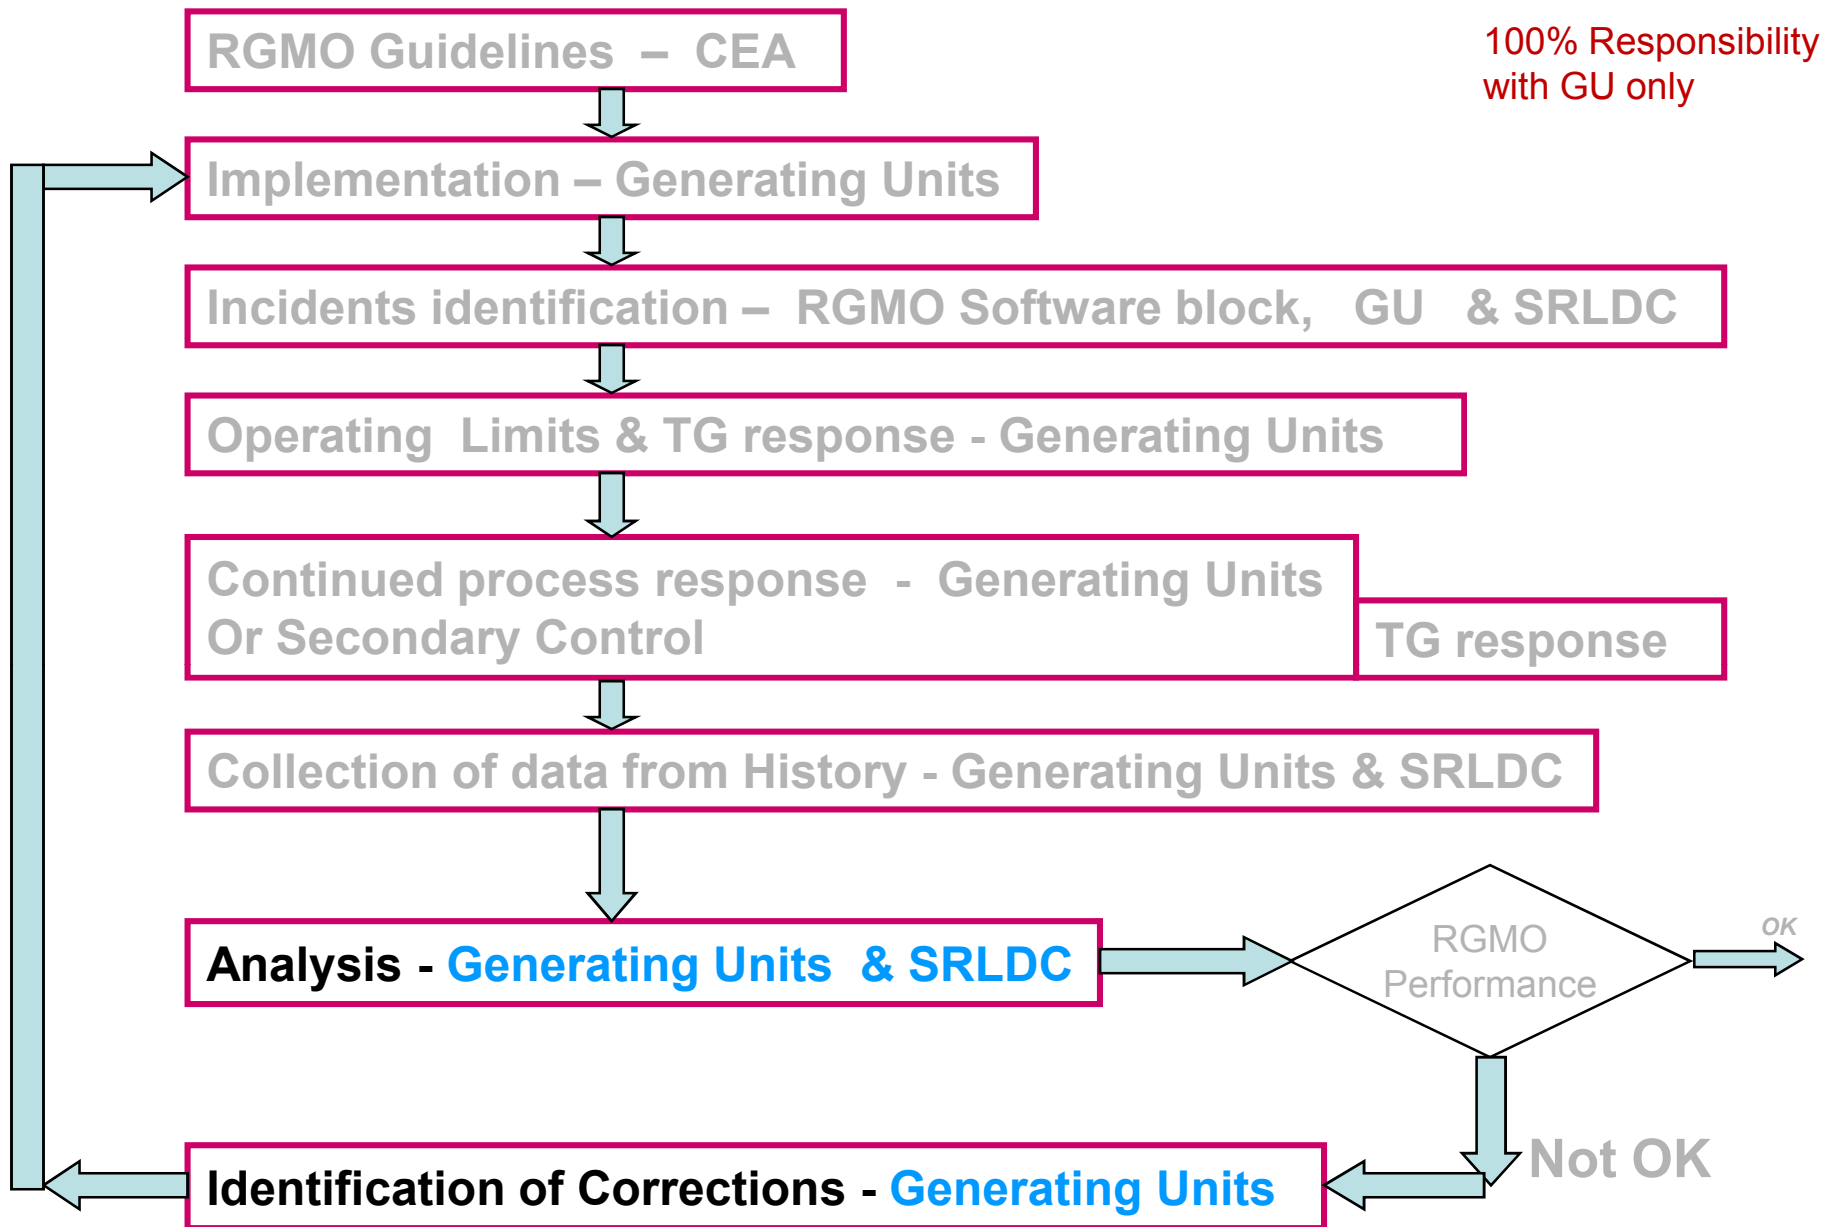 RGMO Guidelines – CEA
100% Responsibility
with GU only
Implementation – Generating Units
Incidents identification – RGMO Software block, GU & SRLDC
Operating Limits & TG response - Generating Units
Continued process response - Generating Units
Or Secondary Control
TG response
Collection of data from History - Generating Units & SRLDC
Analysis - Generating Units & SRLDC
RGMO
Performance
OK
Not OK
Identification of Corrections - Generating Units